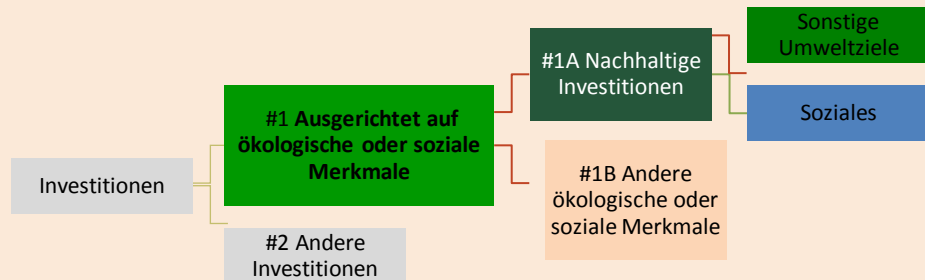 Investitionen
#1 Ausgerichtet auf
ökologische oder soziale
Merkmale
#2 Andere
Investitionen
#1A Nachhaltige
Investitionen
#1B Andere
ökologische oder
soziale Merkmale
Sonstige
Umweltziele
Soziales